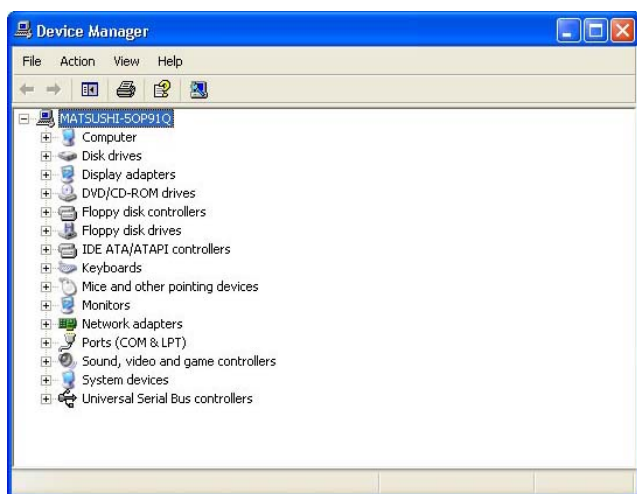 Device Manager
File Action View Help
MATSUSHI-5OP91Q
Computer
Disk drives
Display adapters
DVD/CD-ROM drives
Floppy disk controllers
Floppy disk drives
IDE ATA/ATAPI controllers
Keyboards
Mice and other pointing devices
Monitors
Network adapters
Ports (COM & LPT)
Sound, video and game controllers
System devices
Universal Serial Bus controllers